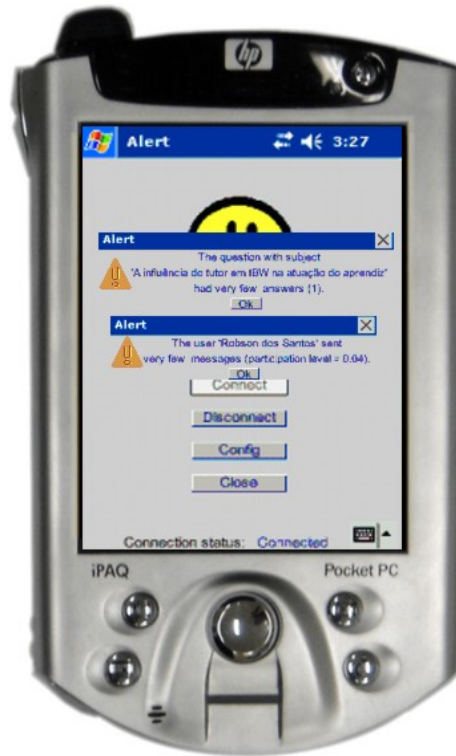 hp
Alert 3:27
Alert
The question with subject
"A infuência do tutor em IBW na atuação do aprendiz"
had very few answers (1).
Ok
Alert
The user "Robson dos Santos" sent
very few messages (participation level = 0.04).
Ok
Connect
Disconnect
Config
Close
Connection status: Connected
iPAQ Pocket PC